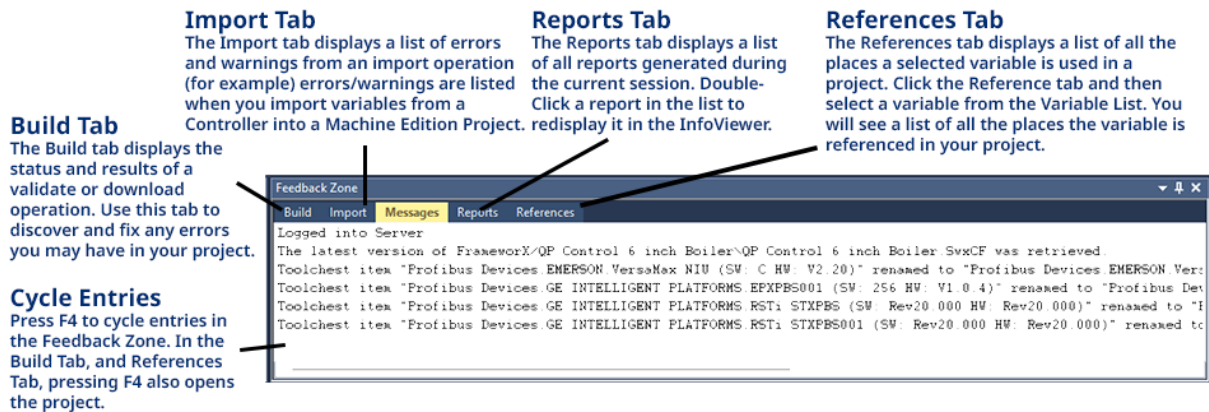 Import Tab
The Import tab displays a list of errors
and warnings from an import operation
(for example) errors/warnings are listed
when you import variables from a
Controller into a Machine Edition Project.
Reports Tab
The Reports tab displays a list
of all reports generated during
the current session. Double-
Click a report in the list to
redisplay it in the InfoViewer.
References Tab
The References tab displays a list of all the
places a selected variable is used in a
project. Click the Reference tab and then
select a variable from the Variable List. You
will see a list of all the places the variable is
referenced in your project.
Build Tab
The Build tab displays the
status and results of a
validate or download
operation. Use this tab to
discover and fix any errors
you may have in your project.
Cycle Entries
Press F4 to cycle entries in
the Feedback Zone. In the
Build Tab, and References
Tab, pressing F4 also opens
the project.
Feedback Zone
Build Import Messages Reports References
Logged into Server
The latest version of FrameworX/QP Control 6 inch Boiler\QP Control 6 inch Boiler.SwxCF was retrieved.
Toolchest item "Profibus Devices.EMERSON.VersaMax NIU (SW: C HW: V2.20)" renamed to "Profibus Devices.EMERSON.Vers
Toolchest item "Profibus Devices.GE INTELLIGENT PLATFORMS.EPXPBS001 (SW: 256 HW: V1.0.4)" renamed to "Profibus Dev
Toolchest item "Profibus Devices.GE INTELLIGENT PLATFORMS.RSTi STXPBS (SW: Rev20.000 HW: Rev20.000)" renamed to "
Toolchest item "Profibus Devices.GE INTELLIGENT PLATFORMS.RSTi STXPBS001 (SW: Rev20.000 HW: Rev20.000)" renamed to